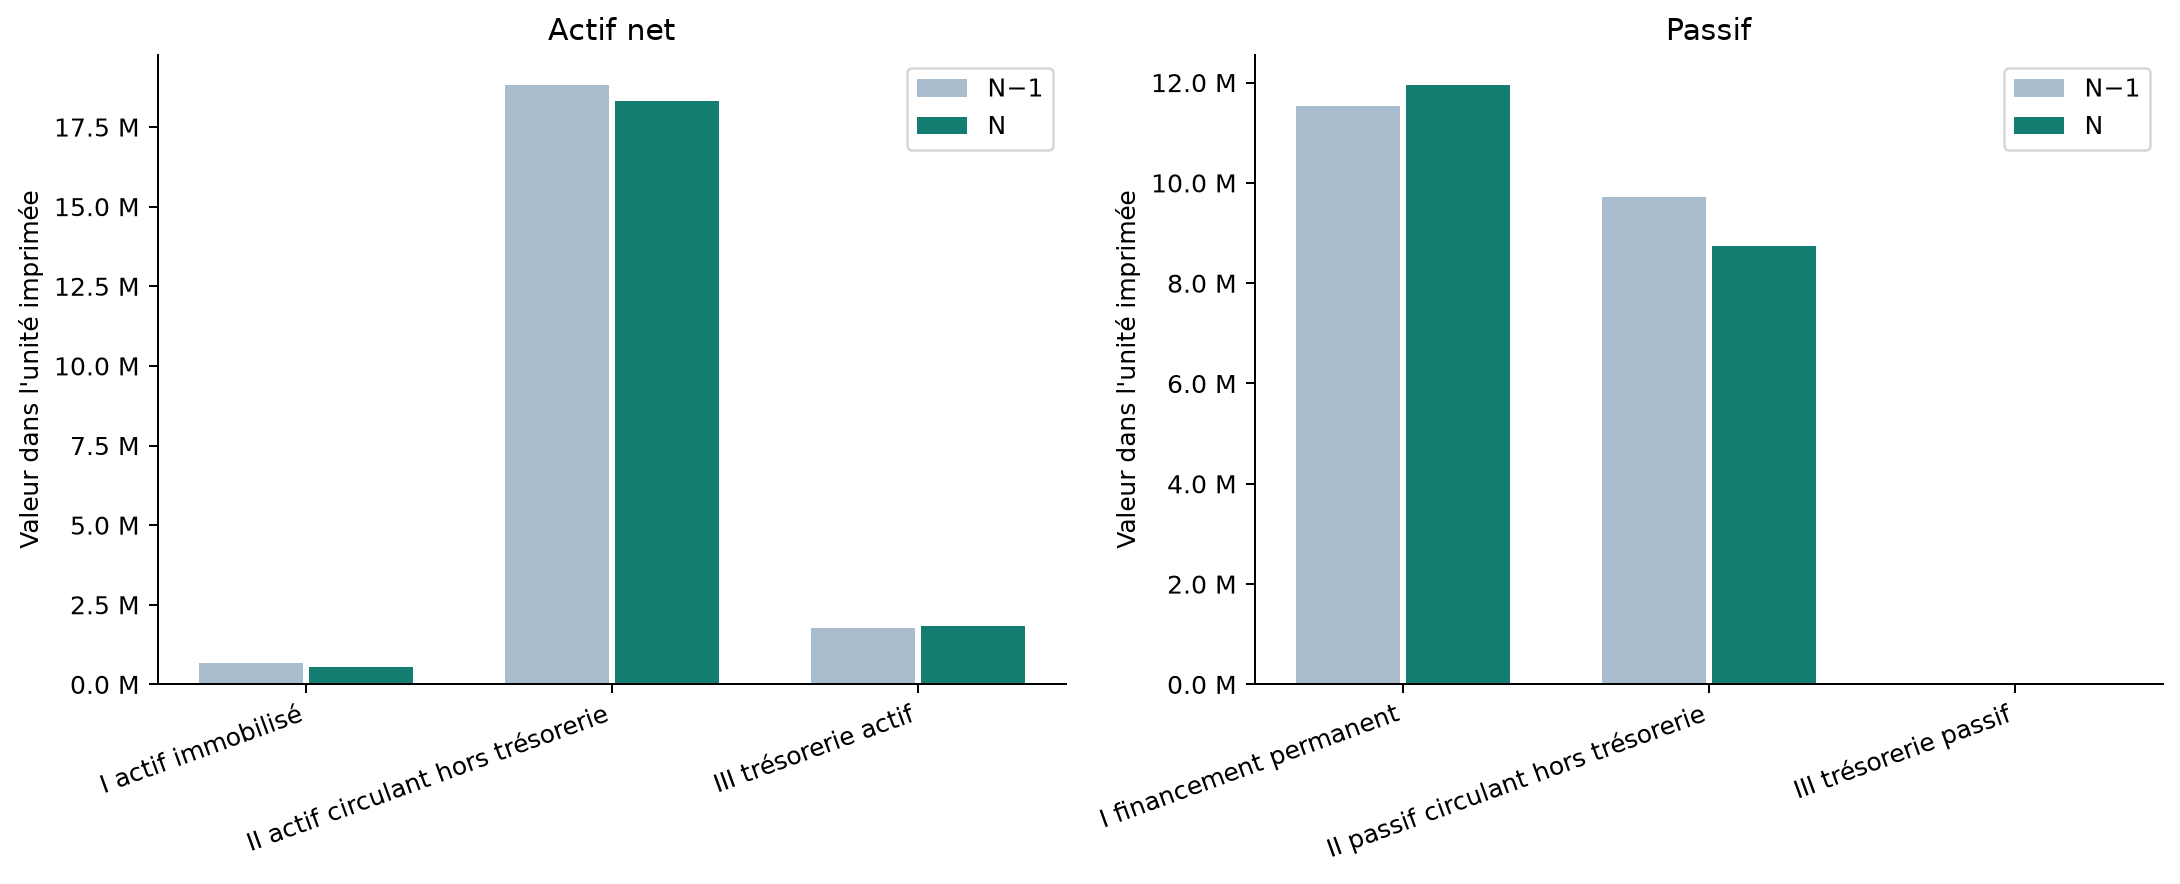 Actif net
Valeur dans l'unité imprimée
17.5 M
15.0 M
12.5 M
10.0 M
7.5 M
5.0 M
2.5 M
0.0 M
I actif immobilisé
II actif circulant hors trésorerie
III trésorerie actif
N−1
N
Passif
Valeur dans l'unité imprimée
12.0 M
10.0 M
8.0 M
6.0 M
4.0 M
2.0 M
0.0 M
I financement permanent
II passif circulant hors trésorerie
III trésorerie passif
N−1
N